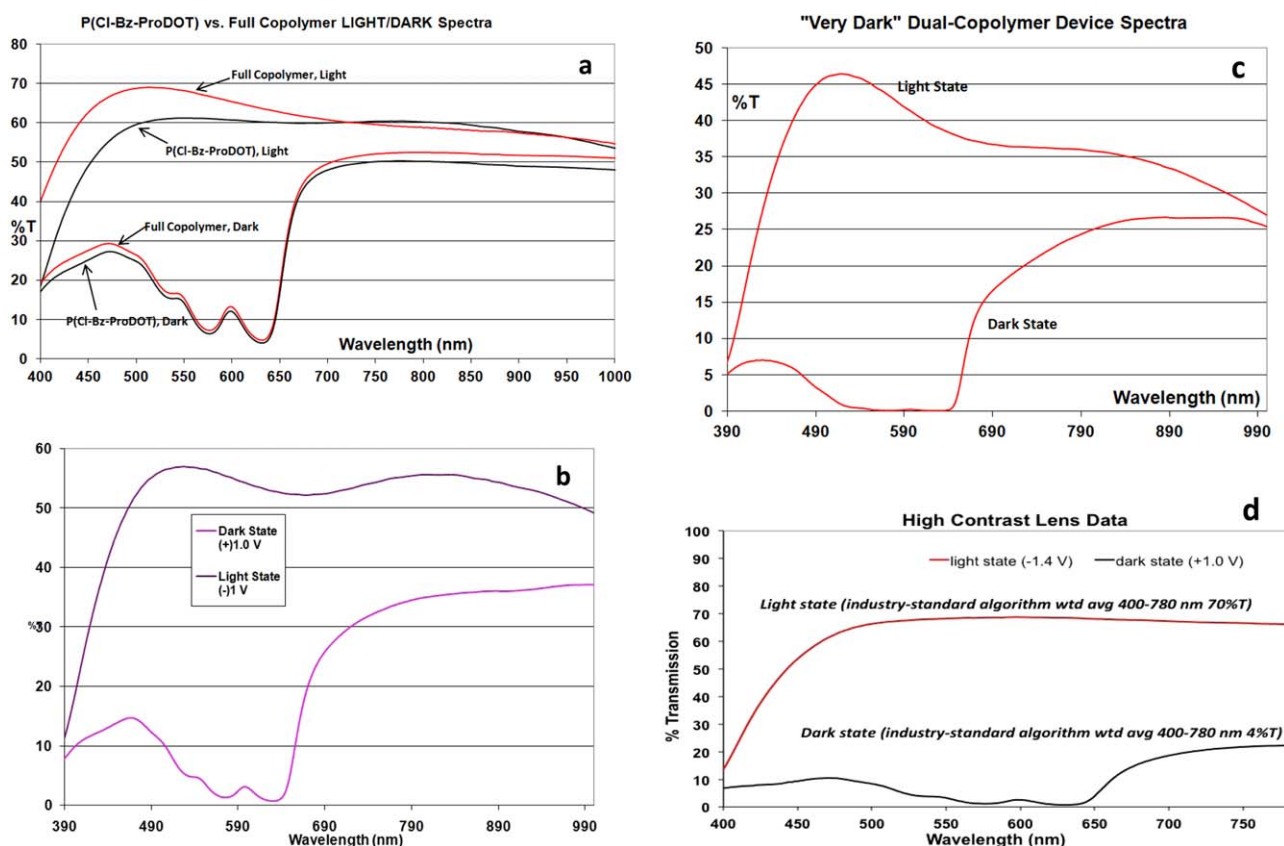 P(Cl-Bz-ProDOT) vs. Full Copolymer LIGHT/DARK Spectra
a
80
70
60
50
40
30
20
10
0
%T
Full Copolymer, Light
P(Cl-Bz-ProDOT), Light
Full Copolymer, Dark
P(Cl-Bz-ProDOT), Dark
Wavelength (nm)
400 450 500 550 600 650 700 750 800 850 900 950 1000
"Very Dark" Dual-Copolymer Device Spectra
c
50
45
40
35
30
25
20
15
10
5
0
%T
Light State
Dark State
Wavelength (nm)
390 490 590 690 790 890 990
b
60
50
40
30
20
10
0
Dark State
(+)1.0 V
Light State
(-)1 V
390 490 590 690 790 890 990
Wavelength (nm)
d
High Contrast Lens Data
light state (-1.4 V) dark state (+1.0 V)
100
90
80
70
60
50
40
30
20
10
0
% Transmission
Light state (industry-standard algorithm wtd avg 400-780 nm 70%T)
Dark state (industry-standard algorithm wtd avg 400-780 nm 4%T)
400 450 500 550 600 650 700 750
Wavelength (nm)